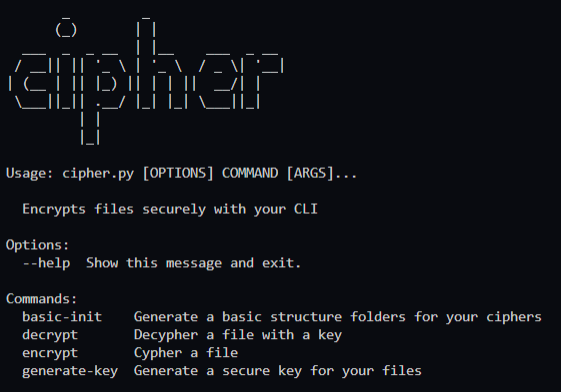 cipher
Usage: cipher.py [OPTIONS] COMMAND [ARGS]...
Encrypts files securely with your CLI
Options:
--help  Show this message and exit.
Commands:
basic-init    Generate a basic structure folders for your ciphers
decrypt       Decypher a file with a key
encrypt       Cypher a file
generate-key  Generate a secure key for your files